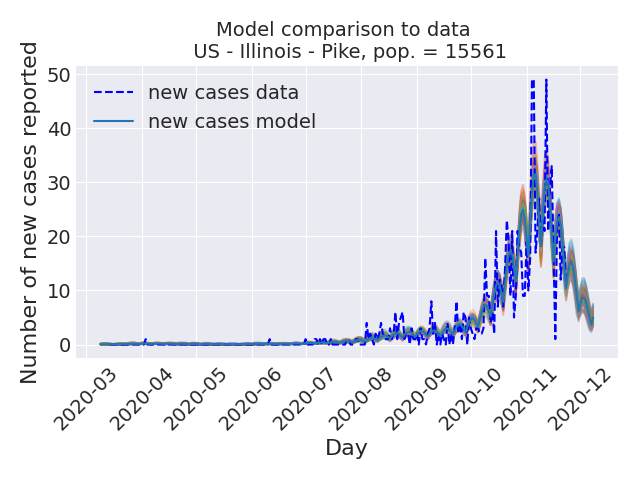 Model comparison to data
US - Illinois - Pike, pop. = 15561
Number of new cases reported
50
40
30
20
10
0
new cases data
new cases model
2020-03
2020-04
2020-05
2020-06
2020-07
2020-08
2020-09
2020-10
2020-11
2020-12
Day